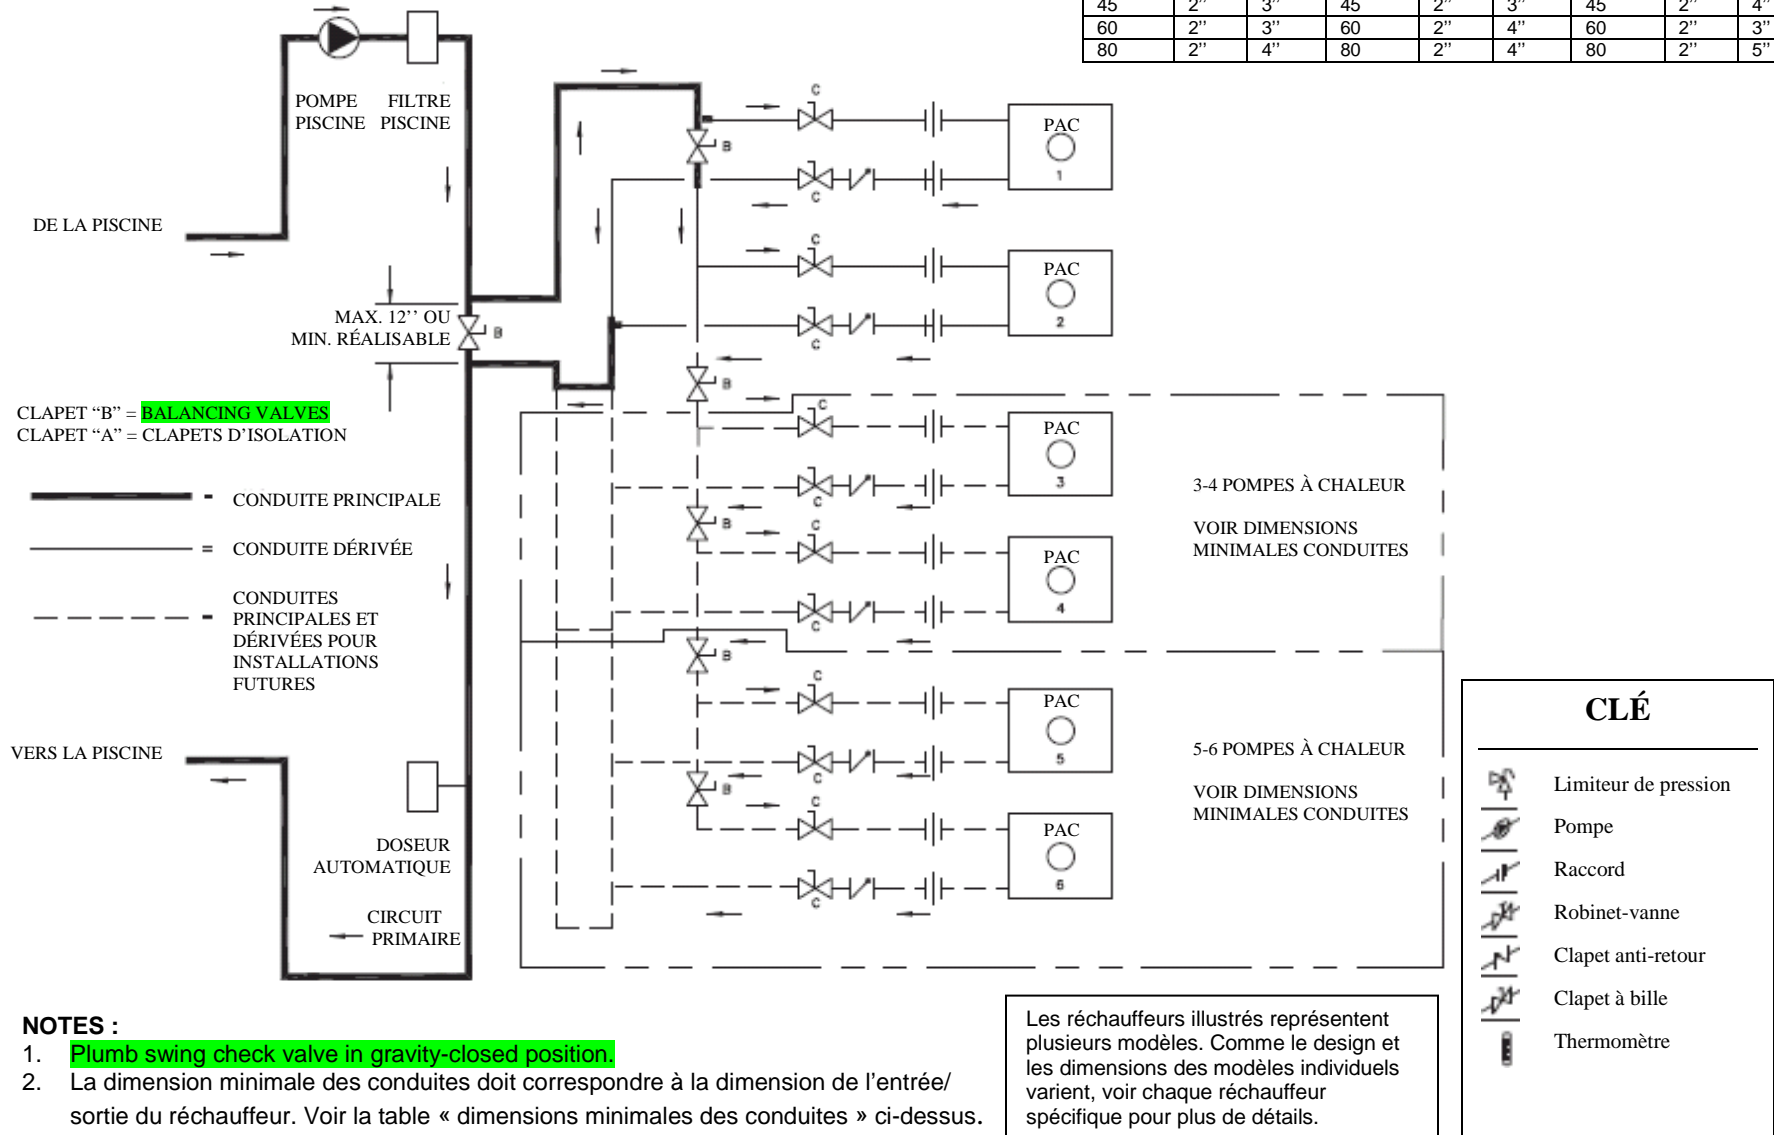 45 2’’ 3’’ 45 2’’ 3’’ 45 2’’ 4’’
60 2’’ 3’’ 60 2’’ 4’’ 60 2’’ 3’’
80 2’’ 4’’ 80 2’’ 4’’ 80 2’’ 5’’
POMPE PISCINE
FILTRE PISCINE
DE LA PISCINE
MAX. 12’’ OU
MIN. RÉALISABLE
B
CLAPET “B” = BALANCING VALVES
CLAPET “A” = CLAPETS D’ISOLATION
- CONDUITE PRINCIPALE
= CONDUITE DÉRIVÉE
- CONDUITES
PRINCIPALES ET
DÉRIVÉES POUR
INSTALLATIONS
FUTURES
VERS LA PISCINE
DOSEUR
AUTOMATIQUE
CIRCUIT
PRIMAIRE
C
PAC
B
1
C
C
PAC
2
C
B
C
PAC
3
C
B
C
PAC
4
C
B
C
PAC
5
C
B
C
PAC
6
C
3-4 POMPES À CHALEUR
VOIR DIMENSIONS
MINIMALES CONDUITES
5-6 POMPES À CHALEUR
VOIR DIMENSIONS
MINIMALES CONDUITES
CLÉ
Limiteur de pression
Pompe
Raccord
Robinet-vanne
Clapet anti-retour
Clapet à bille
Thermomètre
NOTES :
1. Plumb swing check valve in gravity-closed position.
2. La dimension minimale des conduites doit correspondre à la dimension de l’entrée/
sortie du réchauffeur. Voir la table « dimensions minimales des conduites » ci-dessus.
Les réchauffeurs illustrés représentent
plusieurs modèles. Comme le design et
les dimensions des modèles individuels
varient, voir chaque réchauffeur
spécifique pour plus de détails.